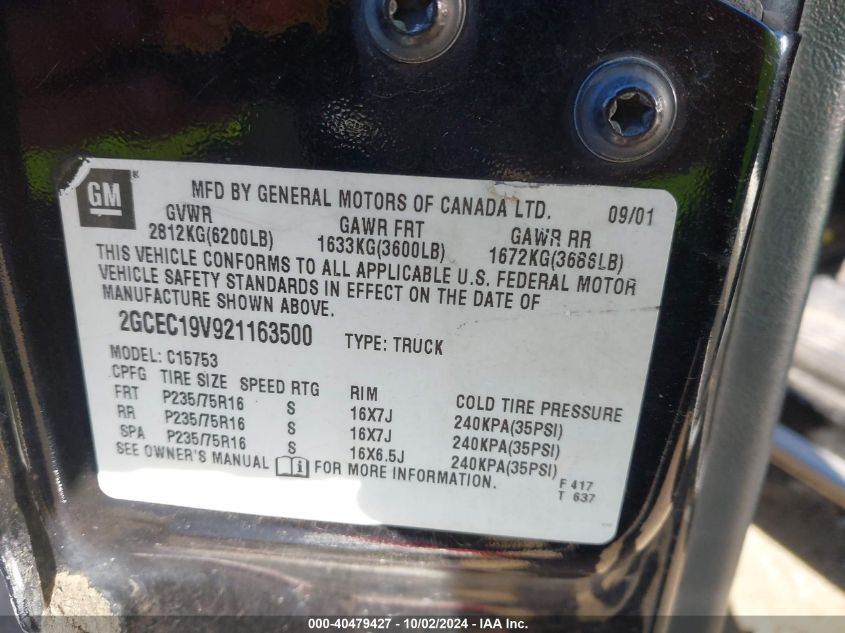 GM
MFD BY GENERAL MOTORS OF CANADA LTD. 09/01
GVWR GAWR FRT GAWR RR
2812KG(6200LB) 1633KG(3600LB) 1672KG(3686LB)
THIS VEHICLE CONFORMS TO ALL APPLICABLE U.S. FEDERAL MOTOR
VEHICLE SAFETY STANDARDS IN EFFECT ON THE DATE OF
MANUFACTURE SHOWN ABOVE.
2GCEC19V921163500 TYPE: TRUCK
MODEL: C15753
CPFG TIRE SIZE SPEED RTG RIM COLD TIRE PRESSURE
FRT P235/75R16 S 16X7J 240KPA(35PSI)
RR P235/75R16 S 16X7J 240KPA(35PSI)
SPA P235/75R16 S 16X6.5J 240KPA(35PSI)
SEE OWNER'S MANUAL FOR MORE INFORMATION.
F 417
T 637
000-40479427 - 10/02/2024 - IAA Inc.